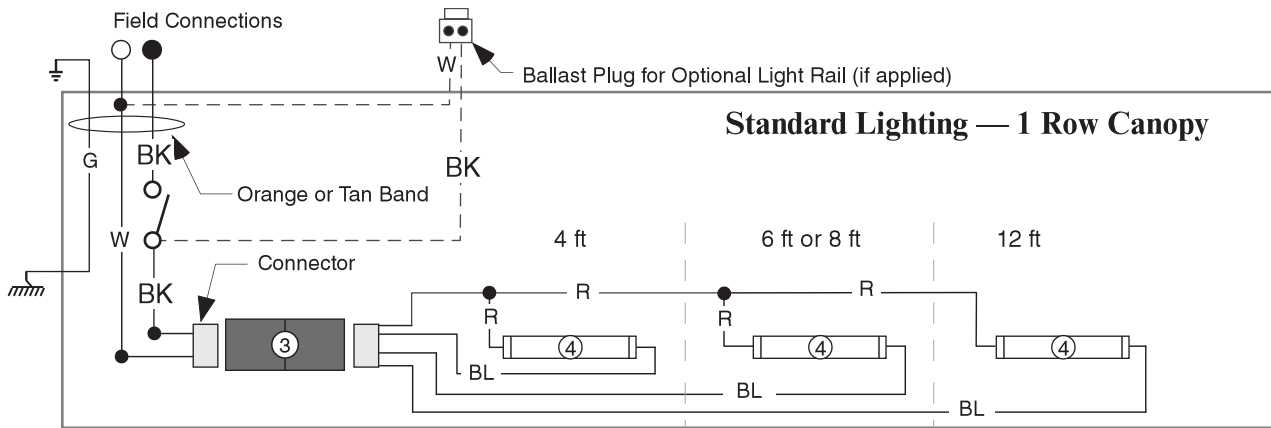 Field Connections
W
Ballast Plug for Optional Light Rail (if applied)
Standard Lighting — 1 Row Canopy
G
BK
BK
Orange or Tan Band
W
4 ft
6 ft or 8 ft
12 ft
Connector
BK
R
R
R
R
3
4
4
4
BL
BL
BL